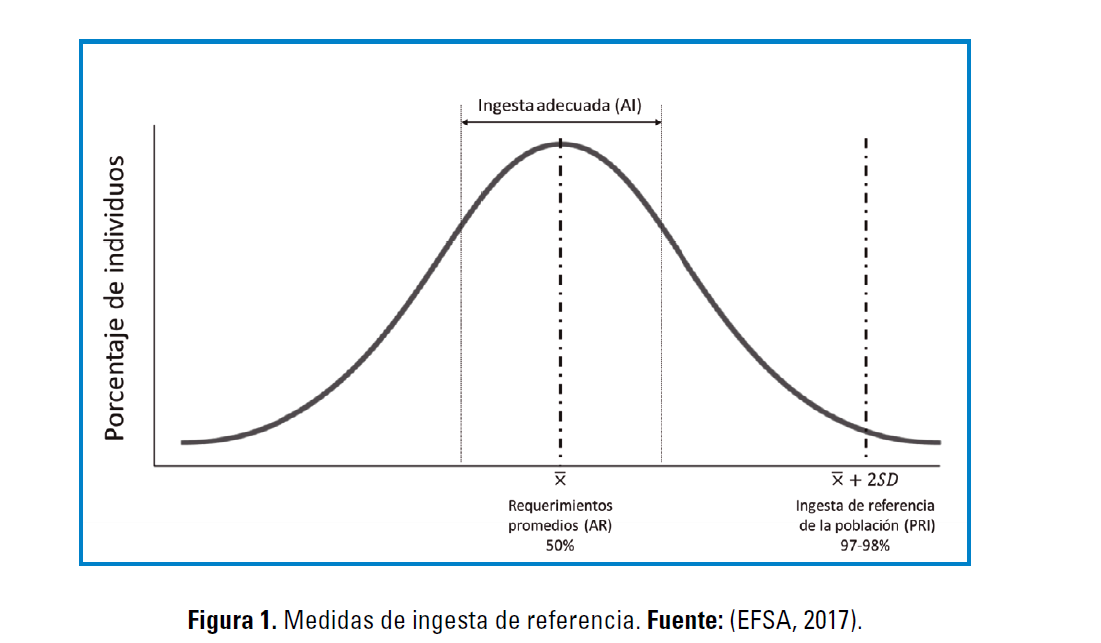 Ingesta adecuada (AI)
Porcentaje de individuos
x̅
Requerimientos
promedios (AR)
50%
x̅ + 2SD
Ingesta de referencia
de la población (PRI)
97-98%
Figura 1. Medidas de ingesta de referencia. Fuente: (EFSA, 2017).